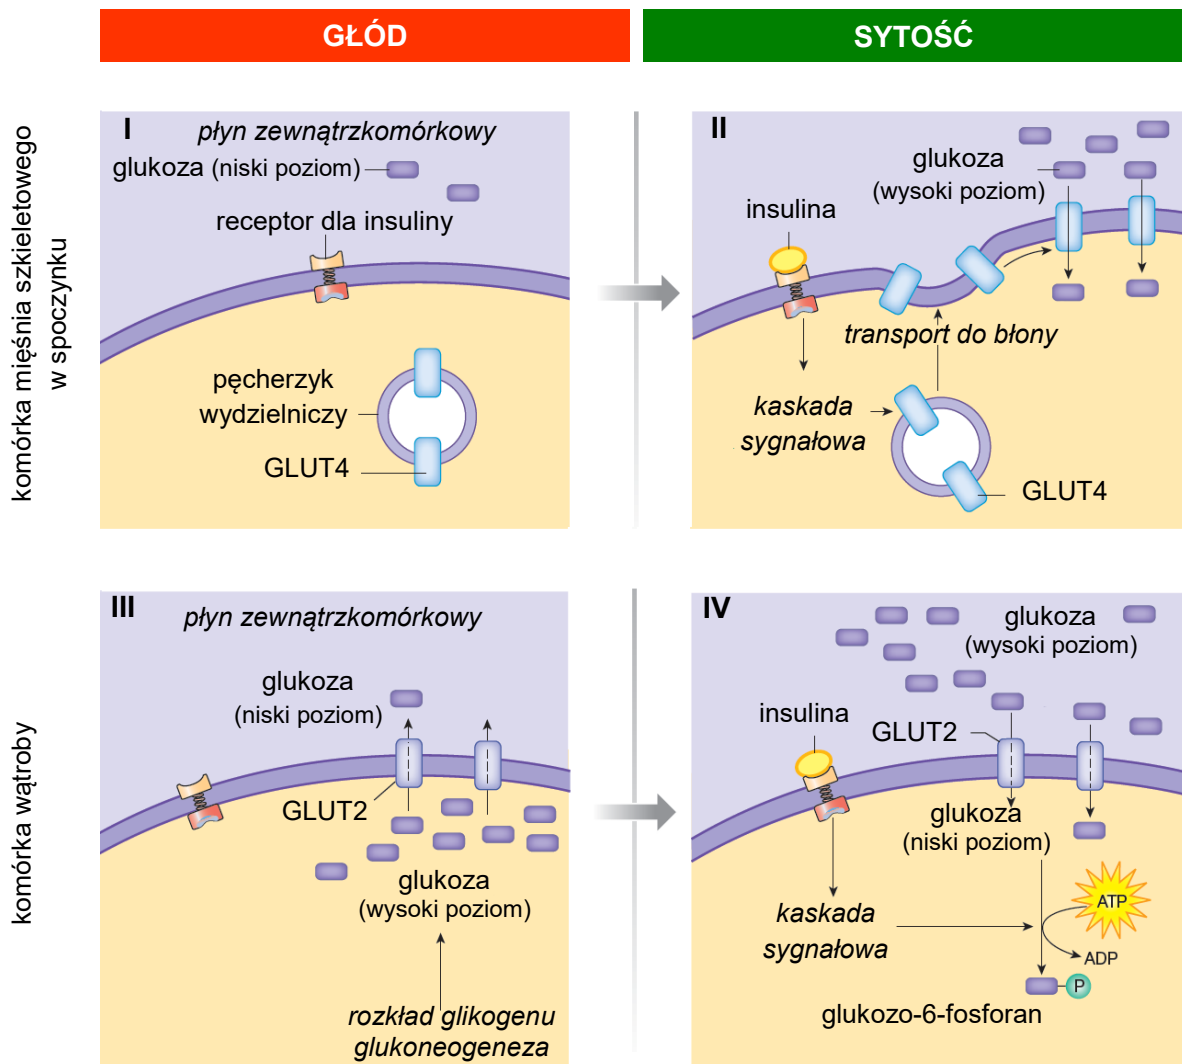 GŁÓD
SYTOŚĆ
komórka mięśnia szkieletowego
w spoczynku
I
płyn zewnątrzkomórkowy
glukoza (niski poziom)
receptor dla insuliny
pęcherzyk
wydzielniczy
GLUT4
II
glukoza
(wysoki poziom)
insulina
transport do błony
kaskada
sygnałowa
GLUT4
komórka wątroby
III
płyn zewnątrzkomórkowy
glukoza
(niski poziom)
GLUT2
glukoza
(wysoki poziom)
rozkład glikogenu
glukoneogeneza
IV
glukoza
(wysoki poziom)
insulina
GLUT2
glukoza
(niski poziom)
kaskada
sygnałowa
ATP
ADP
P
glukozo-6-fosforan